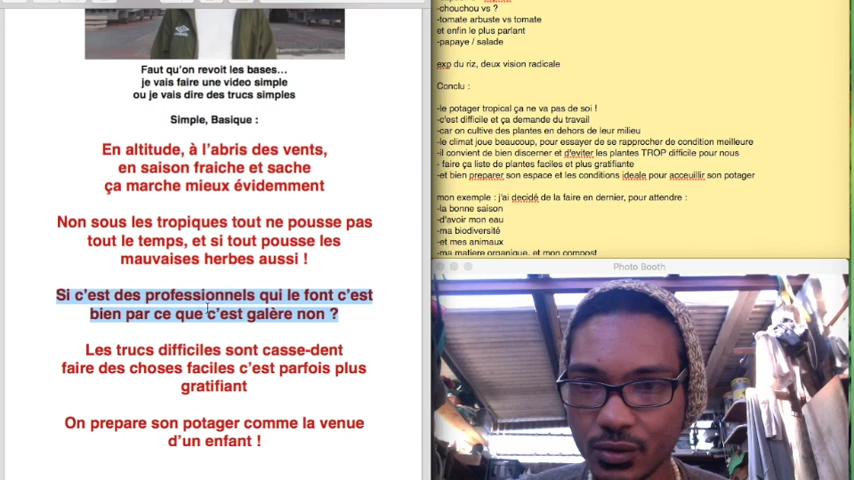 Faut qu'on revoit les bases...
je vais faire une video simple
ou je vais dire des trucs simples
Simple, Basique :
En altitude, à l'abris des vents,
en saison fraiche et sache
ça marche mieux évidemment
Non sous les tropiques tout ne pousse pas
tout le temps, et si tout pousse les
mauvaises herbes aussi !
Si c'est des professionnels qui le font c'est
bien par ce que c'est galère non ?
Les trucs difficiles sont casse-dent
faire des choses faciles c'est parfois plus
gratifiant
On prepare son potager comme la venue
d'un enfant !
-chouchou vs ?
-tomate arbuste vs tomate
et enfin le plus parlant
-papaye / salade
exp du riz, deux vision radicale
Conclu :
-le potager tropical ça ne va pas de soi !
-c'est difficile et ça demande du travail
-car on cultive des plantes en dehors de leur milieu
-le climat joue beaucoup, pour essayer de se rapprocher de condition meilleure
-il convient de bien discerner et d'eviter les plantes TROP difficile pour nous
- faire ça liste de plantes faciles et plus gratifiante
-et bien preparer son espace et les conditions ideale pour acceuillir son potager
mon exemple : j'ai decidé de la faire en dernier, pour attendre :
-la bonne saison
-d'avoir mon eau
-ma biodiversité
-et mes animaux
-ma matiere organique, et mon compost
Photo Booth